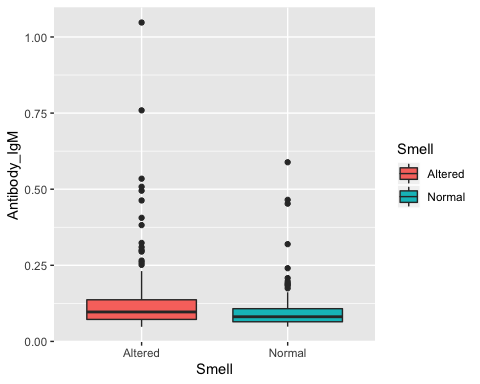 1.00
0.75
0.50
0.25
0.00
Antibody_IgM
Altered Normal
Smell
Smell
Altered
Normal